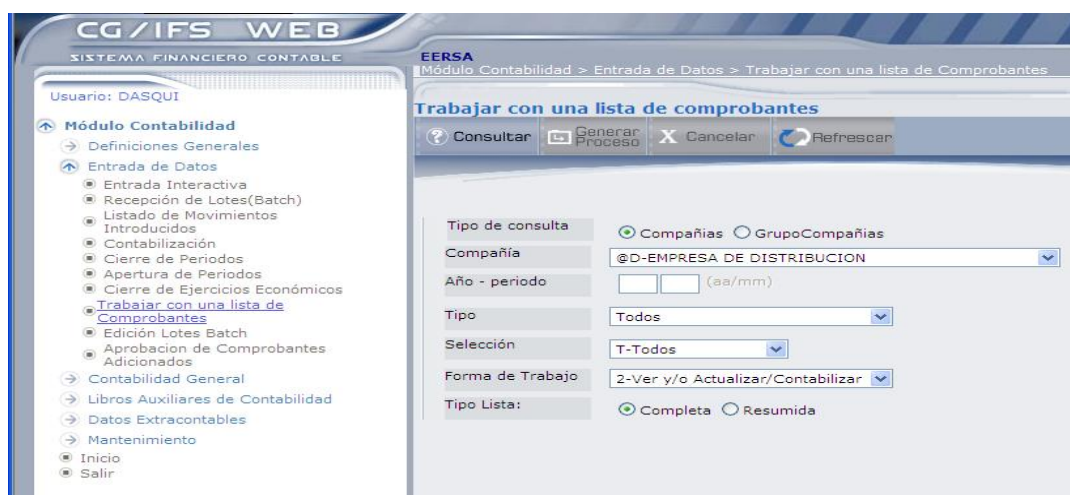 CG/IFS WEB
SISTEMA FINANCIERO CONTABLE
EERSA
Módulo Contabilidad > Entrada de Datos > Trabajar con una lista de Comprobantes
Usuario: DASQUI
Módulo Contabilidad
Definiciones Generales
Entrada de Datos
Entrada Interactiva
Recepción de Lotes(Batch)
Listado de Movimientos
Introducidos
Contabilización
Cierre de Periodos
Apertura de Periodos
Cierre de Ejercicios Económicos
Trabajar con una lista de
Comprobantes
Edición Lotes Batch
Aprobacion de Comprobantes
Adicionados
Contabilidad General
Libros Auxiliares de Contabilidad
Datos Extracontables
Mantenimiento
Inicio
Salir
Trabajar con una lista de comprobantes
? Consultar Generar Proceso X Cancelar Refrescar
Tipo de consulta Compañias GrupoCompañias
Compañía @D-EMPRESA DE DISTRIBUCION
Año - periodo (aa/mm)
Tipo Todos
Selección T-Todos
Forma de Trabajo 2-Ver y/o Actualizar/Contabilizar
Tipo Lista: Completa Resumida